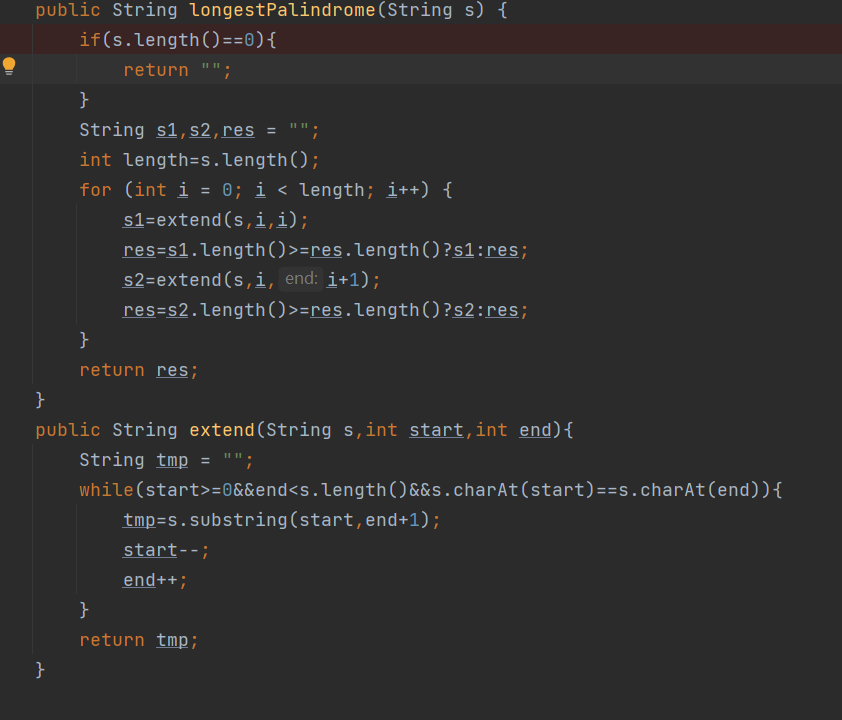 public String longestPalindrome(String s) {
if(s.length()==0){
return "";
}
String s1,s2,res = "";
int length=s.length();
for (int i = 0; i < length; i++) {
s1=extend(s,i,i);
res=s1.length()>=res.length()?s1:res;
s2=extend(s,i, end: i+1);
res=s2.length()>=res.length()?s2:res;
}
return res;
}
public String extend(String s,int start,int end){
String tmp = "";
while(start>=0&&end<s.length()&&s.charAt(start)==s.charAt(end)){
tmp=s.substring(start,end+1);
start--;
end++;
}
return tmp;
}